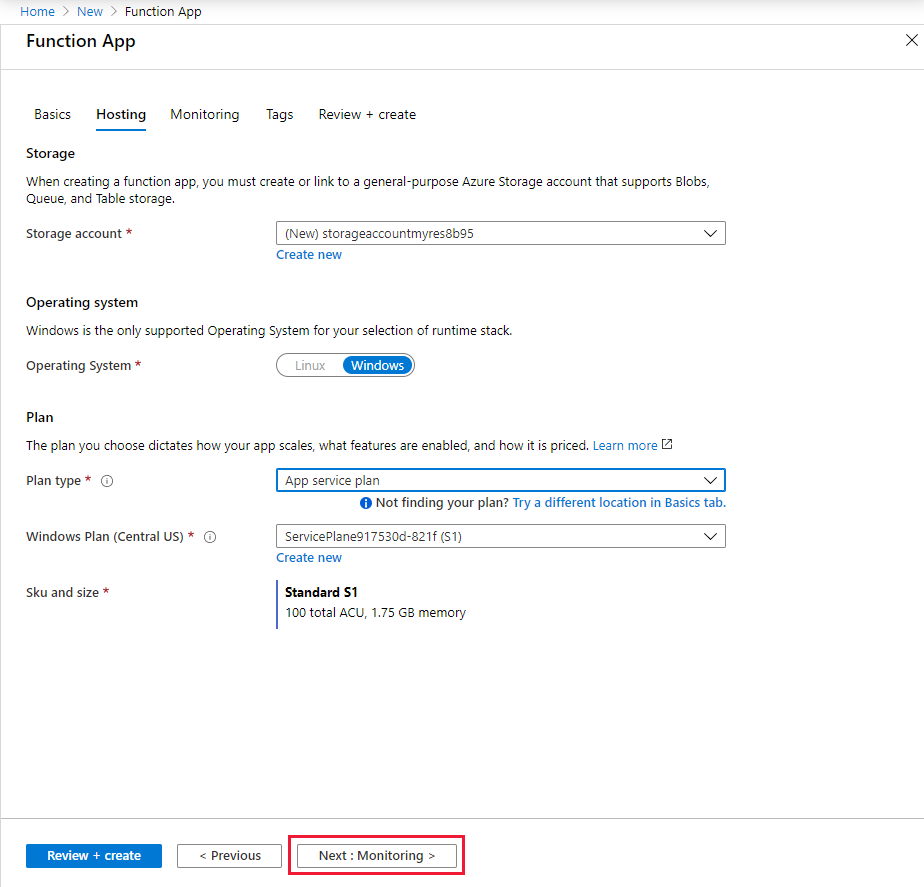 Home > New > Function App
Function App
Basics Hosting Monitoring Tags Review + create
Storage
When creating a function app, you must create or link to a general-purpose Azure Storage account that supports Blobs,
Queue, and Table storage.
Storage account * (New) storageaccountmyres8b95
Create new
Operating system
Windows is the only supported Operating System for your selection of runtime stack.
Operating System * Linux Windows
Plan
The plan you choose dictates how your app scales, what features are enabled, and how it is priced. Learn more
Plan type * App service plan
Not finding your plan? Try a different location in Basics tab.
Windows Plan (Central US) * ServicePlane917530d-821f (S1)
Create new
Sku and size * Standard S1
100 total ACU, 1.75 GB memory
Review + create < Previous Next : Monitoring >